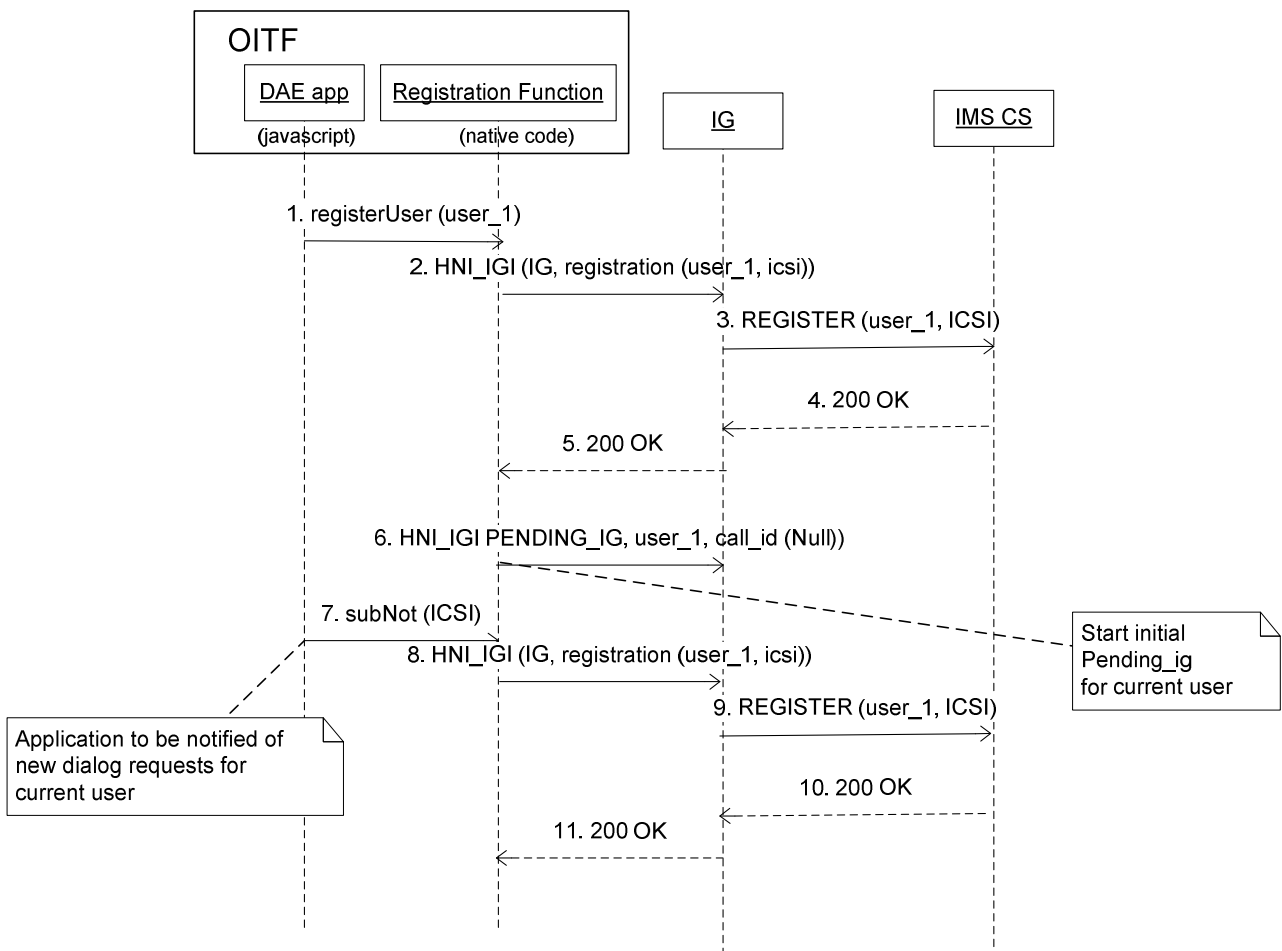 OITF
DAE app
Registration Function
(javascript)
(native code)
IG
IMS CS
1. registerUser (user_1)
2. HNI_IGI (IG, registration (user_1, icsi))
3. REGISTER (user_1, ICSI)
4. 200 OK
5. 200 OK
6. HNI_IGI PENDING_IG, user_1, call_id (Null))
7. subNot (ICSI)
Start initial
Pending_ig
for current user
8. HNI_IGI (IG, registration (user_1, icsi))
9. REGISTER (user_1, ICSI)
Application to be notified of
new dialog requests for
current user
10. 200 OK
11. 200 OK